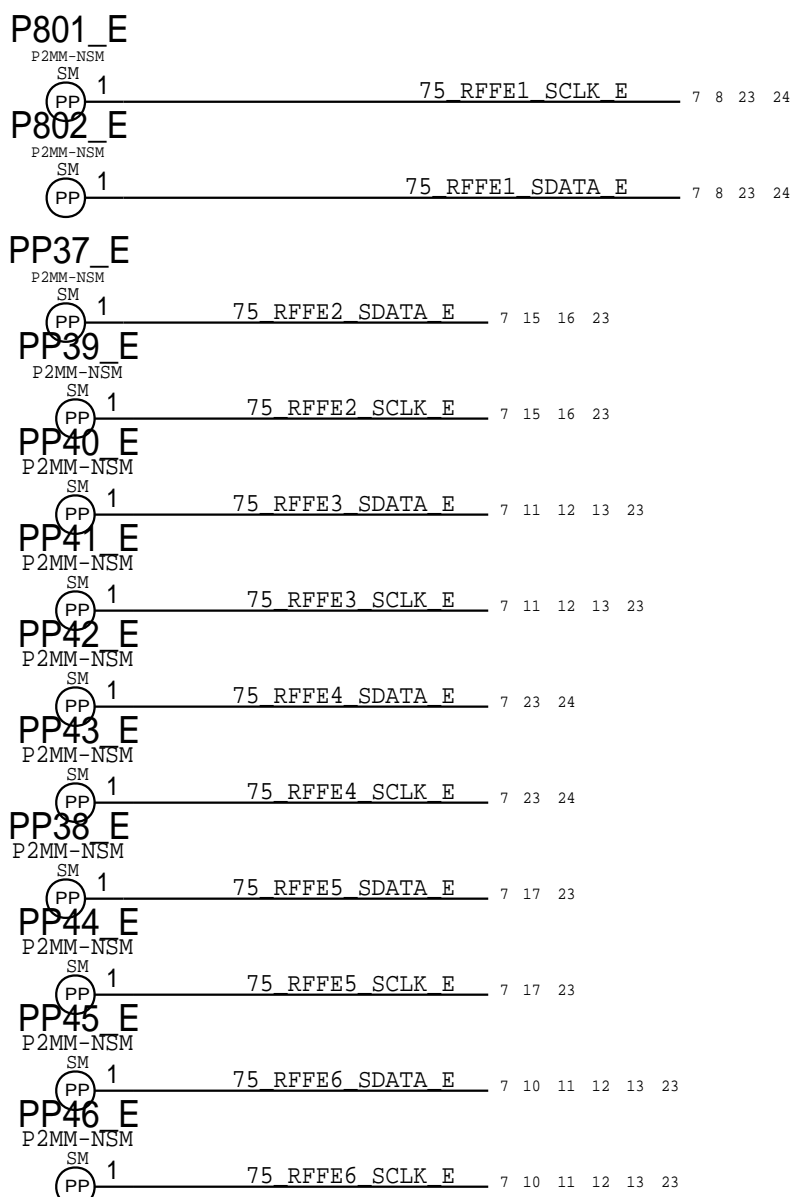 P801_E
P2MM-NSM
SM
PP 1 75_RFFE1_SCLK_E 7 8 23 24
P802_E
P2MM-NSM
SM
PP 1 75_RFFE1_SDATA_E 7 8 23 24
PP37_E
P2MM-NSM
SM
PP 1 75_RFFE2_SDATA_E 7 15 16 23
PP39_E
P2MM-NSM
SM
PP 1 75_RFFE2_SCLK_E 7 15 16 23
PP40_E
P2MM-NSM
SM
PP 1 75_RFFE3_SDATA_E 7 11 12 13 23
PP41_E
P2MM-NSM
SM
PP 1 75_RFFE3_SCLK_E 7 11 12 13 23
PP42_E
P2MM-NSM
SM
PP 1 75_RFFE4_SDATA_E 7 23 24
PP43_E
P2MM-NSM
SM
PP 1 75_RFFE4_SCLK_E 7 23 24
PP38_E
P2MM-NSM
SM
PP 1 75_RFFE5_SDATA_E 7 17 23
PP44_E
P2MM-NSM
SM
PP 1 75_RFFE5_SCLK_E 7 17 23
PP45_E
P2MM-NSM
SM
PP 1 75_RFFE6_SDATA_E 7 10 11 12 13 23
PP46_E
P2MM-NSM
SM
PP 1 75_RFFE6_SCLK_E 7 10 11 12 13 23